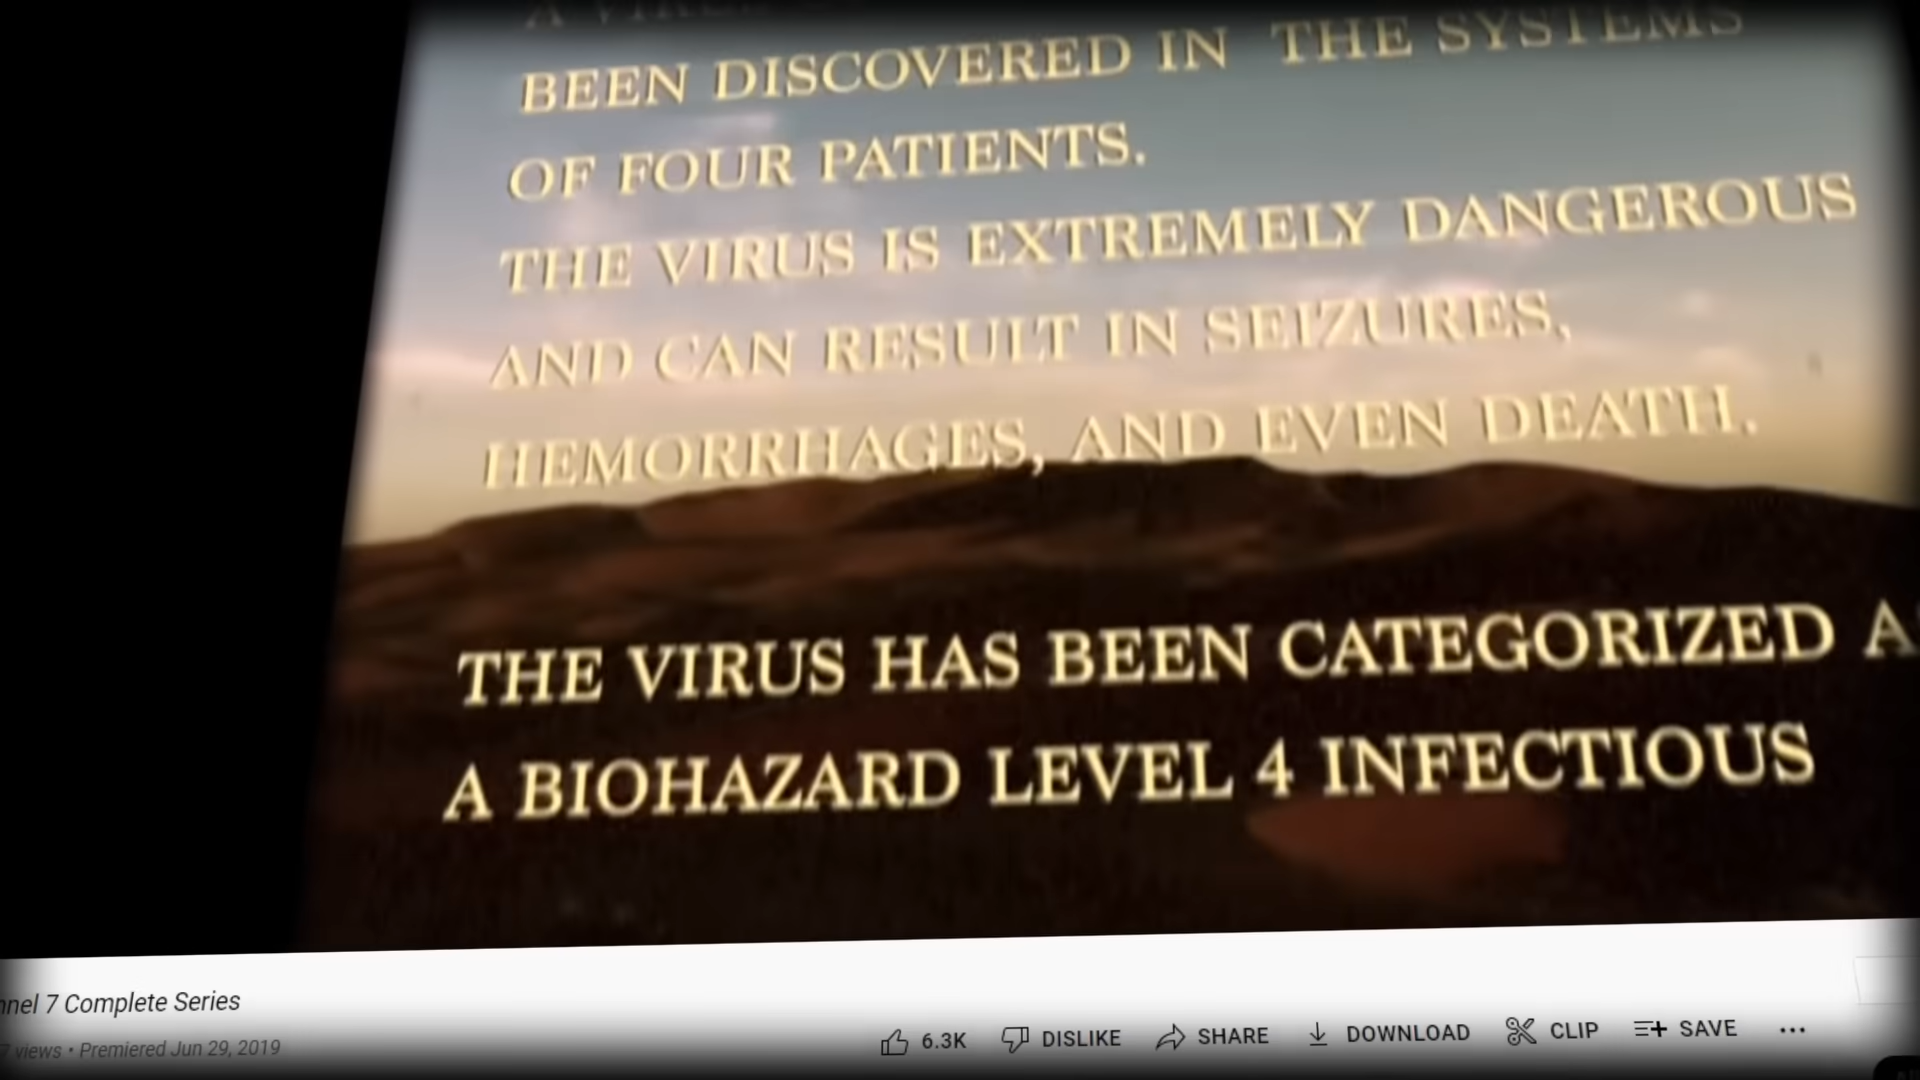 BEEN DISCOVERED IN THE SYSTEMS
OF FOUR PATIENTS.
THE VIRUS IS EXTREMELY DANGEROUS
AND CAN RESULT IN SEIZURES,
HEMORRHAGES, AND EVEN DEATH.
THE VIRUS HAS BEEN CATEGORIZED
A BIOHAZARD LEVEL 4 INFECTIOUS
7 Complete Series
views • Premiered Jun 29, 2019
6.3K DISLIKE SHARE DOWNLOAD CLIP SAVE